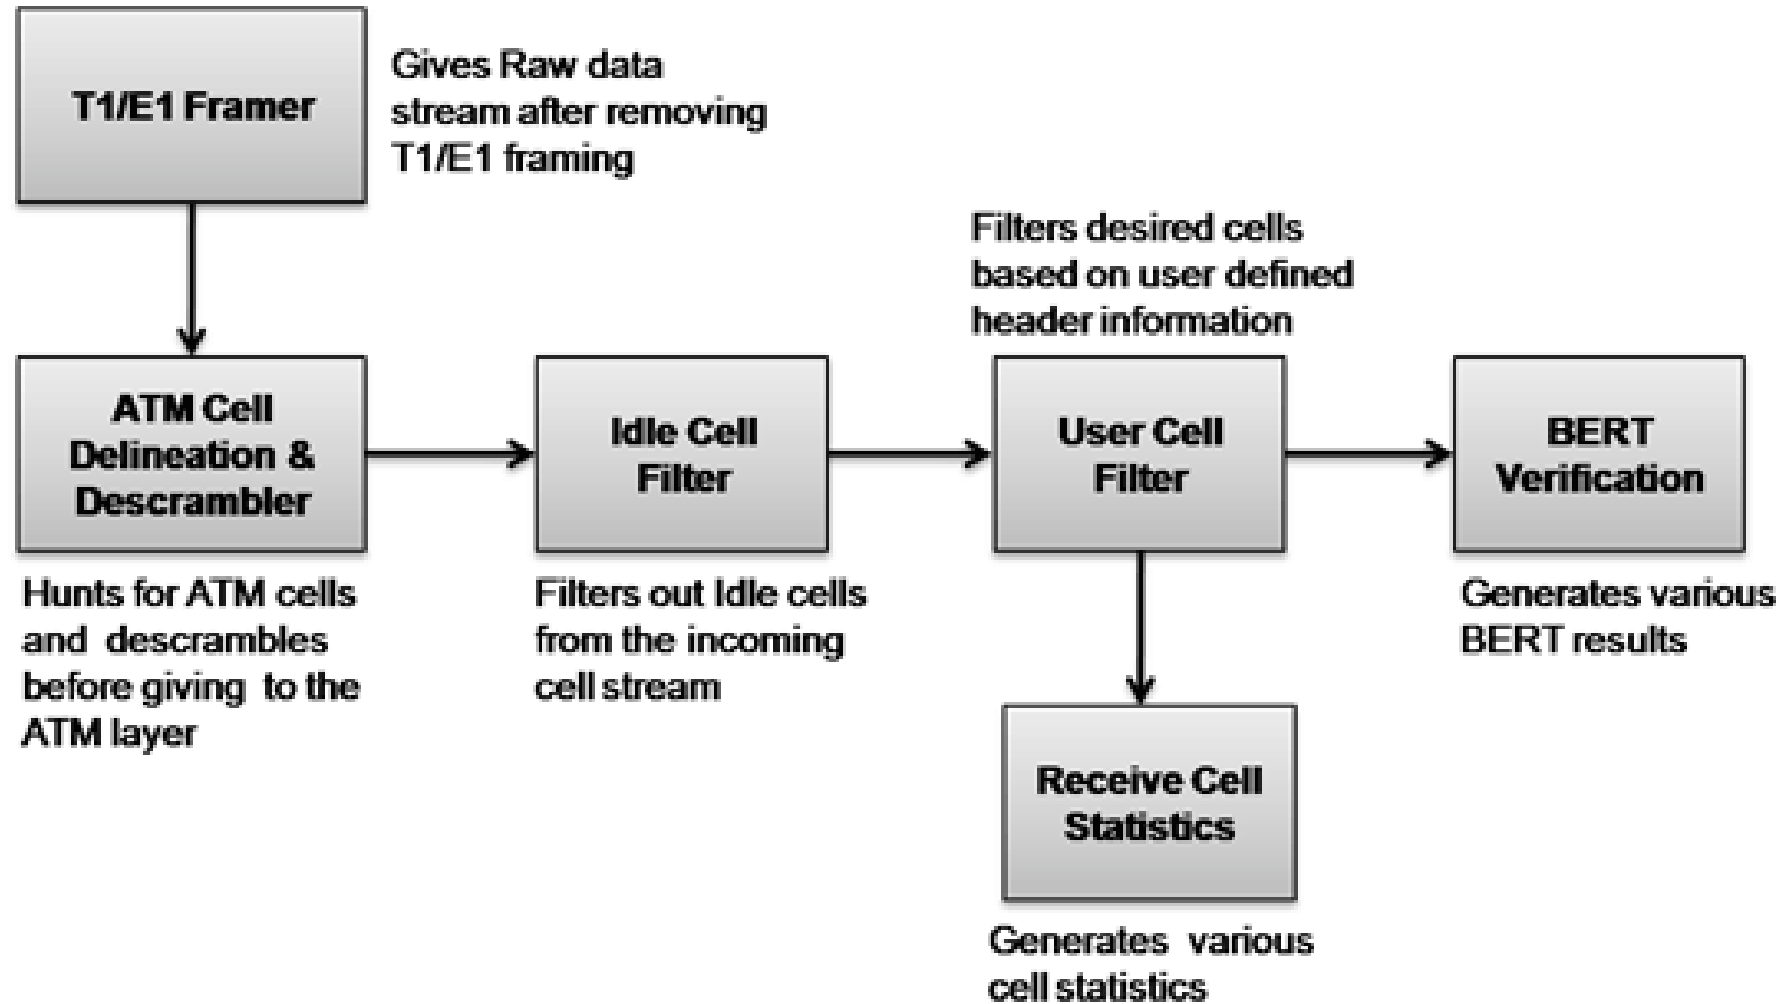 T1/E1 Framer
Gives Raw data
stream after removing
T1/E1 framing
ATM Cell
Delineation &
Descrambler
Hunts for ATM cells
and descrambles
before giving to the
ATM layer
Idle Cell
Filter
Filters out Idle cells
from the incoming
cell stream
Filters desired cells
based on user defined
header information
User Cell
Filter
BERT
Verification
Generates various
BERT results
Receive Cell
Statistics
Generates various
cell statistics